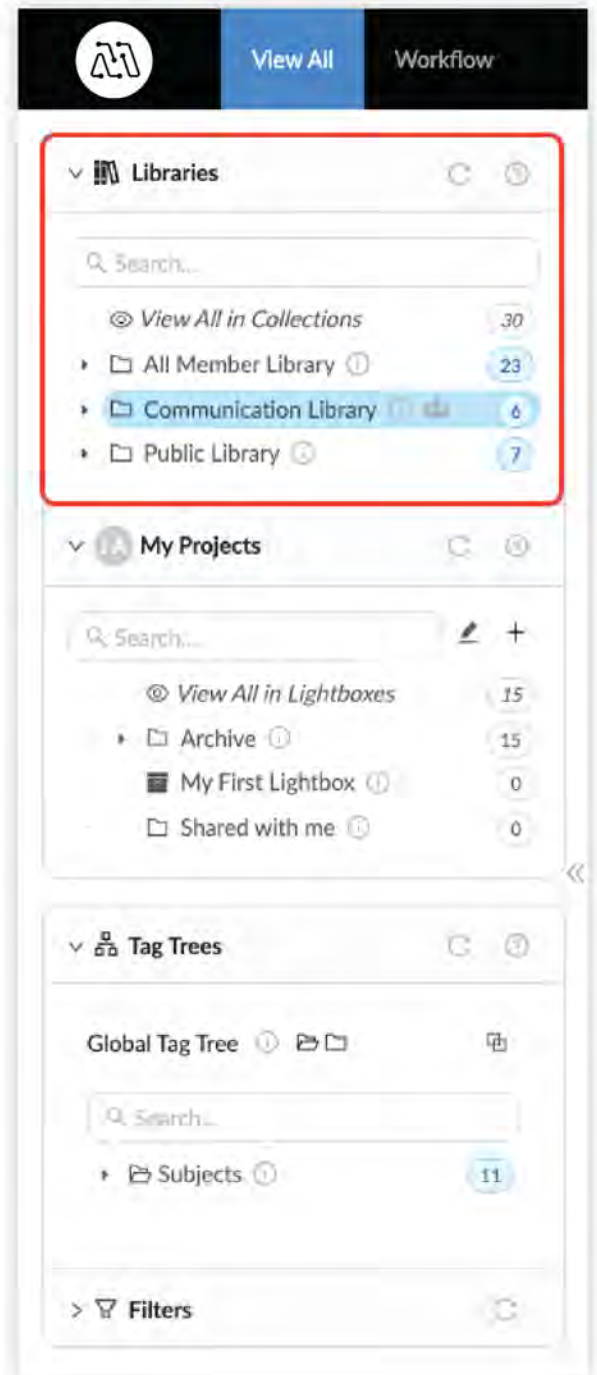 View All Workflow
Libraries
Search...
View All in Collections 30
All Member Library 23
Communication Library 6
Public Library 7
My Projects
Search...
View All in Lightboxes 15
Archive 15
My First Lightbox 0
Shared with me 0
Tag Trees
Global Tag Tree
Search...
Subjects 11
Filters